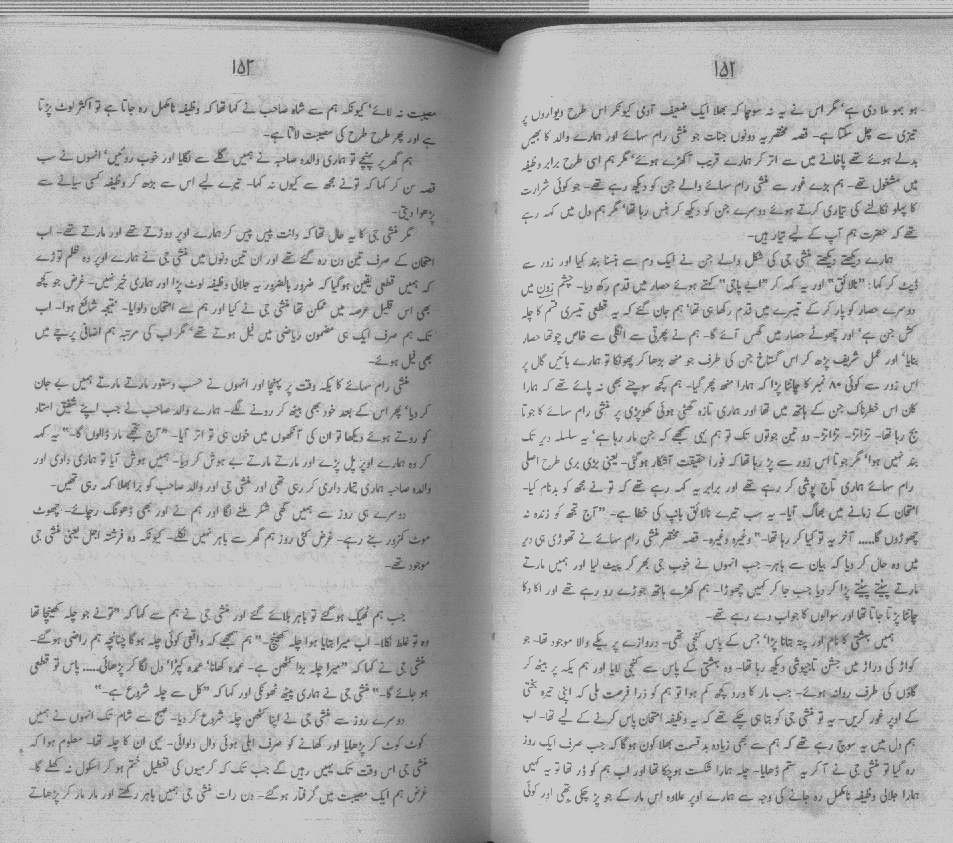 ۱۵۲
ہو بہو ملا دی ہے، مگر اس نے یہ نہ سوچا کہ بھلا ایک ضعیف آدمی کیونکر اس طرح دیواروں پر
تیزی سے چل سکتا ہے۔ قصہ مختصر یہ دونوں جنات جو منشی رام سہائے اور ہمارے والد کا بھیس
بدلے ہوئے تھے پاخانے میں سے اتر کر ہمارے قریب آکھڑے ہوئے، مگر ہم اسی طرح برابر وظیفہ
میں مشغول تھے۔ ہم بڑے غور سے منشی رام سہائے والے جن کو دیکھ رہے تھے۔ جو کوئی شرارت
کا پہلو نکالنے کی تیاری کرتے ہوئے دوسرے جن کو دیکھ کر ہنس رہا تھا، مگر ہم دل میں کہہ رہے
تھے کہ حضرت ہم آپ کے لیے تیار ہیں۔
ہمارے دیکھتے دیکھتے منشی جی کی شکل والے جن نے ایک دم سے ہنسنا بند کیا اور زور سے
ڈپٹ کر کہا: "نالائق" اور یہ کہہ کر "ابے پاجی" کہتے ہوئے حصار میں قدم رکھ دیا۔ چشم زدن میں
دوسرے حصار کو پار کر کے تیسرے میں قدم رکھا ہی تھا، ہم جان گئے کہ یہ قطعی تیسری قسم کا چلہ
کش جن ہے، اور چھوٹے حصار میں گھس آئے گا۔ ہم نے پھرتی سے انگلی سے خاص چوتھا حصار
بنایا، اور عمل شریف پڑھ کر اس گستاخ جن کی طرف جو منھ بڑھا کر پھونکا تو ہمارے بائیں گال پر
اس زور سے کوئی ۸۰ نمبر کا چانٹا پڑا کہ ہمارا منھ پھر گیا۔ ہم کچھ سوچنے بھی نہ پائے تھے کہ ہمارا
کان اس خطرناک جن کے ہاتھ میں تھا اور ہماری تازہ گھٹی ہوئی کھوپڑی پر منشی رام سہائے کا جوتا
بج رہا تھا۔ تڑاتڑ۔ تڑاتڑ۔ دو تین جوتوں تک تو ہم یہی سمجھے کہ جن مار رہا ہے، یہ سلسلہ دیر تک
بند نہیں ہوا، مگر جوتا اس زور سے پڑ رہا تھا کہ فوراً حقیقت آشکار ہوگئی۔ یعنی بڑی بری طرح اصلی
رام سہائے ہماری تاج پوشی کر رہے تھے اور برابر یہ کہہ رہے تھے کہ تو نے مجھ کو بدنام کیا۔
امتحان کے زمانے میں بھاگ آیا۔ یہ سب تیرے نالائق باپ کی خطا ہے۔ "آج تجھ کو زندہ نہ
چھوڑوں گا..... آخر یہ تو کیا کر رہا تھا۔" وغیرہ وغیرہ۔ قصہ مختصر منشی رام سہائے نے تھوڑی ہی دیر
میں وہ حال کر دیا کہ بیان سے باہر۔ جب انہوں نے خوب جی بھر کر پیٹ لیا اور ہمیں
مارتے پیٹتے پیٹتے پڑا کر دیا جب جا کر کہیں چھوڑا۔ ہم کھڑے ہاتھ جوڑے رو رہے تھے اور اکا دکا
چانٹا پڑتا جاتا تھا اور سوالوں کا جواب دے رہے تھے۔
ہمیں بہشتی کا نام اور پتہ بتانا پڑا، جس کے پاس کنجی تھی۔ دروازے پر یکے والا موجود تھا۔ جو
کواڑ کی دراز میں جشن تاجپوشی دیکھ رہا تھا۔ وہ بہشتی کے پاس سے کنجی لایا اور ہم یکہ پر بیٹھ کر
گاؤں کی طرف روانہ ہوئے۔ جب مار کا ورد کچھ کم ہوا تو ہم کو ذرا فرصت ملی کہ اپنی تیرہ بختی
کے اوپر غور کریں۔ یہ تو منشی جی کو بتا ہی چکے تھے کہ یہ وظیفہ امتحان پاس کرنے کے لیے تھا۔ اب
ہم دل میں یہ سوچ رہے تھے کہ ہم سے بھی زیادہ بد قسمت بھلا کون ہوگا کہ جب صرف ایک روز
رہ گیا تو منشی جی نے آکر یہ ستم ڈھایا۔ چلہ ہمارا شکست ہوچکا تھا اور اب ہم کو ڈر تھا تو یہ کہیں
ہمارا جلالی وظیفہ نامکمل رہ جانے کی وجہ سے ہمارے اوپر علاوہ اس مار کے جو پڑ چکی تھی اور کوئی
۱۵۳
مصیبت نہ لائے، کیونکہ ہم سے شاہ صاحب نے کہا تھا کہ وظیفہ نامکمل رہ جاتا ہے تو اکثر لوٹ پڑتا
ہے اور پھر طرح طرح کی مصیبت لاتا ہے۔
ہم گھر پر پہنچے تو ہماری والدہ صاحبہ نے ہمیں گلے سے لگایا اور خوب روئیں، انہوں نے سب
قصہ سن کر کہا کہ تونے مجھ سے کیوں نہ کہا۔ تیرے لیے اس سے بڑھ کر وظیفہ کسی سیانے سے
پڑھوا دیتی۔
مگر منشی جی کا یہ حال تھا کہ دانت پیس پیس کر ہمارے اوپر دوڑتے تھے اور مارتے تھے۔ اب
امتحان کے صرف تین دن رہ گئے تھے اور ان تین دنوں میں منشی جی نے ہمارے اوپر وہ ظلم توڑے
کہ ہمیں قطعی یقین ہوگیا کہ ضرور بالضرور یہ جلالی وظیفہ لوٹ پڑا اور ہماری خیر نہیں۔ غرض جو کچھ
بھی اس قلیل عرصہ میں ممکن تھا منشی جی نے کیا اور ہم سے امتحان دلوایا۔ نتیجہ شائع ہوا۔ اب
تک ہم صرف ایک ہی مضمون ریاضی میں فیل ہوتے تھے، مگر اب کی مرتبہ ہم اضافی پرچے میں
بھی فیل ہوئے۔
منشی رام سہائے کا یکہ وقت پر پہنچا اور انہوں نے حسب دستور مارتے مارتے ہمیں بے جان
کر دیا، پھر اس کے بعد خود بھی بیٹھ کر رونے لگے۔ ہمارے والد صاحب نے جب اپنے شفیق استاد
کو روتے ہوئے دیکھا تو ان کی آنکھوں میں خون ہی تو اتر آیا۔ "آج تجھے مار ڈالوں گا۔" یہ کہہ
کر وہ ہمارے اوپر پل پڑے اور مارتے مارتے بے ہوش کر دیا۔ ہمیں ہوش آیا تو ہماری دادی اور
والدہ صاحبہ ہماری تیمار داری کر رہی تھی اور منشی جی اور والد صاحب کو برا بھلا کہہ رہی تھیں۔
دوسرے ہی روز سے ہمیں گھی شکر ملنے لگا اور ہم نے اور بھی ڈھونگ رچائے۔ جھوٹ
موٹ کمزور بنے رہے۔ غرض کئی روز ہم گھر سے باہر نہیں نکلے۔ کیونکہ وہ فرشتہ اجل یعنی منشی جی
موجود تھے۔
جب ہم ٹھیک ہوگئے تو باہر بلائے گئے اور منشی جی نے ہم سے کہا کہ "تونے جو چلہ کھینچا تھا
وہ تو غلط نکلا۔ اب میرا بتایا ہوا چلہ کھینچ۔" ہم سمجھے کہ واقعی کوئی چلہ ہوگا چنانچہ ہم راضی ہوگئے۔
منشی جی نے کہا کہ "میرا چلہ بڑا کٹھن ہے۔ عمدہ کھانا، عمدہ کپڑا، دل لگا کر پڑھائی..... پاس تو قطعی
ہو جائے گا۔" منشی جی نے ہماری پیٹھ ٹھونکی اور کہا کہ "کل سے چلہ شروع ہے۔"
دوسرے روز سے منشی جی نے اپنا کٹھن چلہ شروع کر دیا۔ صبح سے شام تک انہوں نے ہمیں
کوٹ کوٹ کر پڑھایا اور کھانے کو صرف ابلی ہوئی دال دلوائی۔ یہی ان کا چلہ تھا۔ معلوم ہوا کہ
منشی جی اس وقت تک یہیں رہیں گے جب تک کہ گرمیوں کی تعطیل ختم ہو کر اسکول نہ کھلے گا۔
غرض ہم ایک مصیبت میں گرفتار ہوگئے۔ دن رات منشی جی ہمیں باہر رکھتے اور مار مار کر پڑھاتے